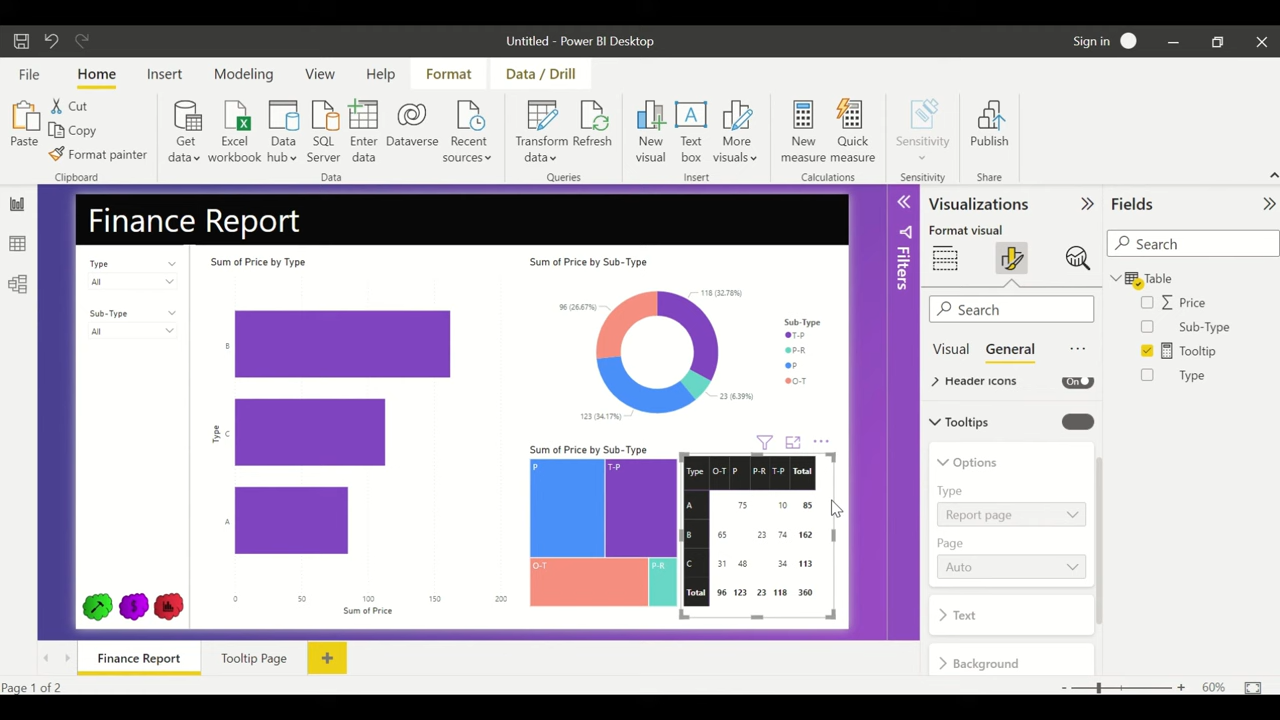 Untitled - Power BI Desktop
Sign in
File Home Insert Modeling View Help Format Data / Drill
Paste
Cut
Copy
Format painter
Clipboard
Get data
Excel workbook
Data hub
SQL Server
Enter data
Dataverse
Recent sources
Data
Transform data
Refresh
Queries
New visual
Text box
More visuals
Insert
New measure
Quick measure
Calculations
Sensitivity
Sensitivity
Publish
Share
Finance Report
Type
All
Sub-Type
All
Sum of Price by Type
Type
B
C
A
0 50 100 150 200
Sum of Price
Sum of Price by Sub-Type
118 (32.78%)
96 (26.67%)
123 (34.17%)
23 (6.39%)
Sub-Type
T-P
P-R
P
O-T
Sum of Price by Sub-Type
P
T-P
O-T
P-R
Type O-T P P-R T-P Total
A 75 10 85
B 65 23 74 162
C 31 48 34 113
Total 96 123 23 118 360
Filters
Visualizations
Format visual
Search
Visual General
Header icons On
Tooltips
Options
Type
Report page
Page
Auto
Text
Background
Fields
Search
Table
Price
Sub-Type
Tooltip
Type
Finance Report
Tooltip Page
Page 1 of 2
- + 60%